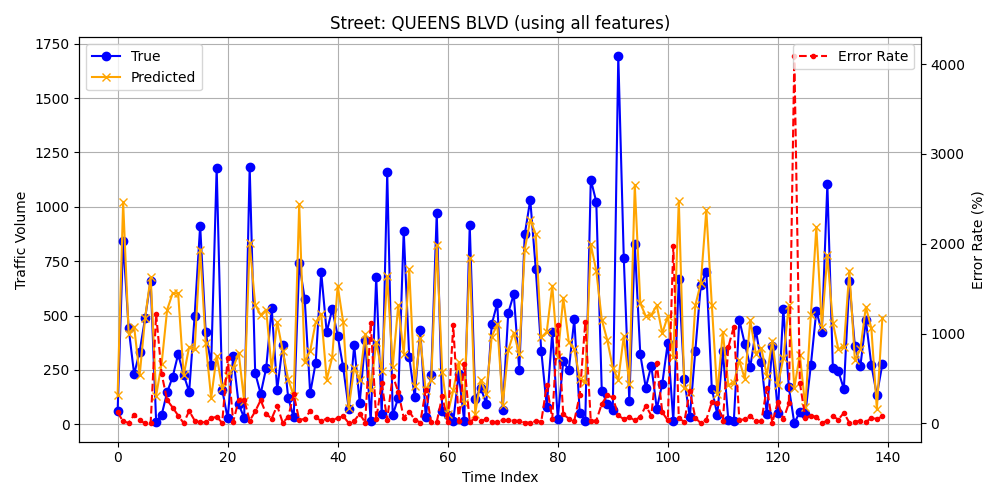 Street: QUEENS BLVD (using all features)
True
Predicted
Error Rate
1750
1500
1250
1000
750
500
250
0
4000
3000
2000
1000
0
Traffic Volume
Error Rate (%)
0 20 40 60 80 100 120 140
Time Index